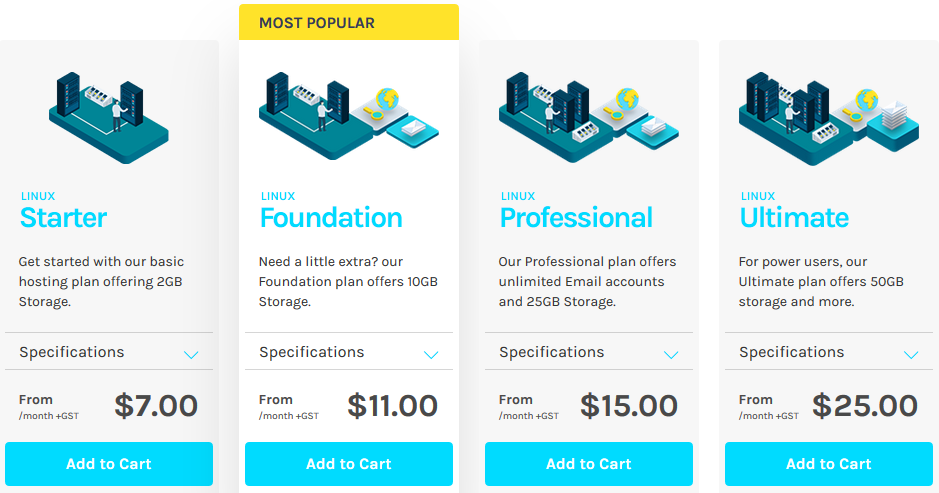 MOST POPULAR
LINUX
Starter
Get started with our basic
hosting plan offering 2GB
Storage.
Specifications
From
/month +GST
$7.00
Add to Cart
LINUX
Foundation
Need a little extra? our
Foundation plan offers 10GB
Storage.
Specifications
From
/month +GST
$11.00
Add to Cart
LINUX
Professional
Our Professional plan offers
unlimited Email accounts
and 25GB Storage.
Specifications
From
/month +GST
$15.00
Add to Cart
LINUX
Ultimate
For power users, our
Ultimate plan offers 50GB
storage and more.
Specifications
From
/month +GST
$25.00
Add to Cart